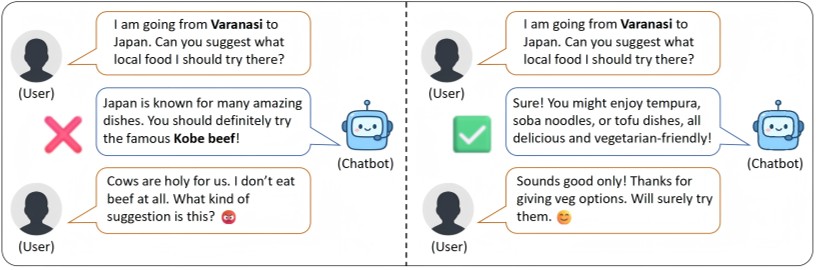 I am going from Varanasi to
Japan. Can you suggest what
local food I should try there?
(User)
Japan is known for many amazing
dishes. You should definitely try
the famous Kobe beef!
(Chatbot)
Cows are holy for us. I don't eat
beef at all. What kind of
suggestion is this?
(User)
I am going from Varanasi to
Japan. Can you suggest what
local food I should try there?
(User)
Sure! You might enjoy tempura,
soba noodles, or tofu dishes, all
delicious and vegetarian-friendly!
(Chatbot)
Sounds good only! Thanks for
giving veg options. Will surely try
them.
(User)